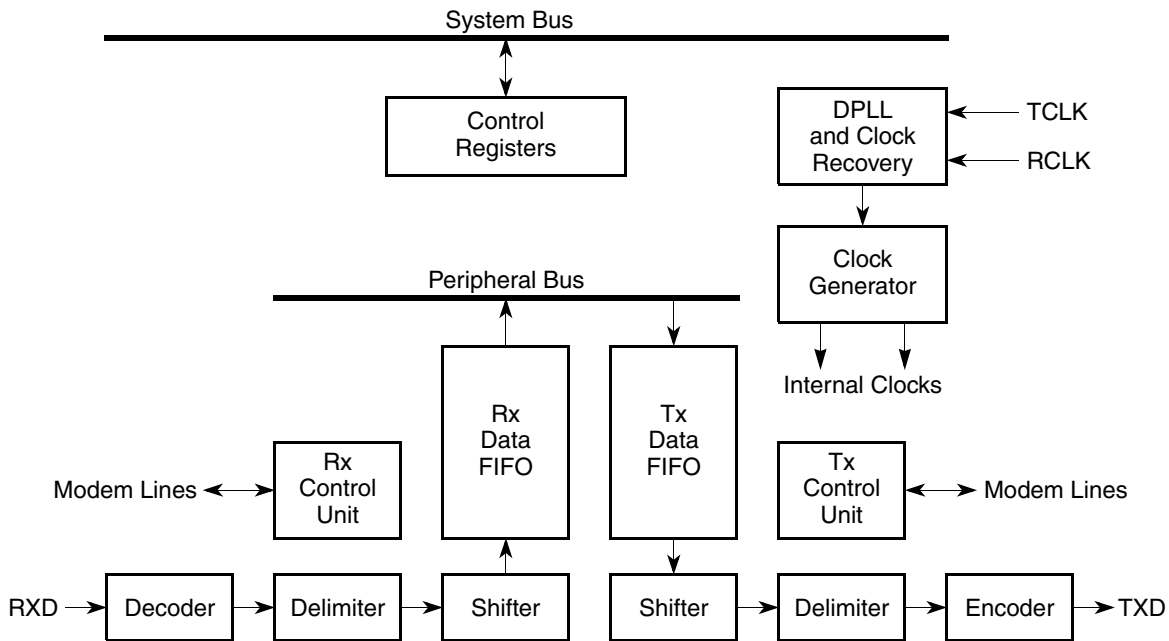 System Bus
Control
Registers
DPLL
and Clock
Recovery
TCLK
RCLK
Clock
Generator
Internal Clocks
Peripheral Bus
Rx
Data
FIFO
Tx
Data
FIFO
Modem Lines
Rx
Control
Unit
Tx
Control
Unit
Modem Lines
RXD
Decoder
Delimiter
Shifter
Shifter
Delimiter
Encoder
TXD